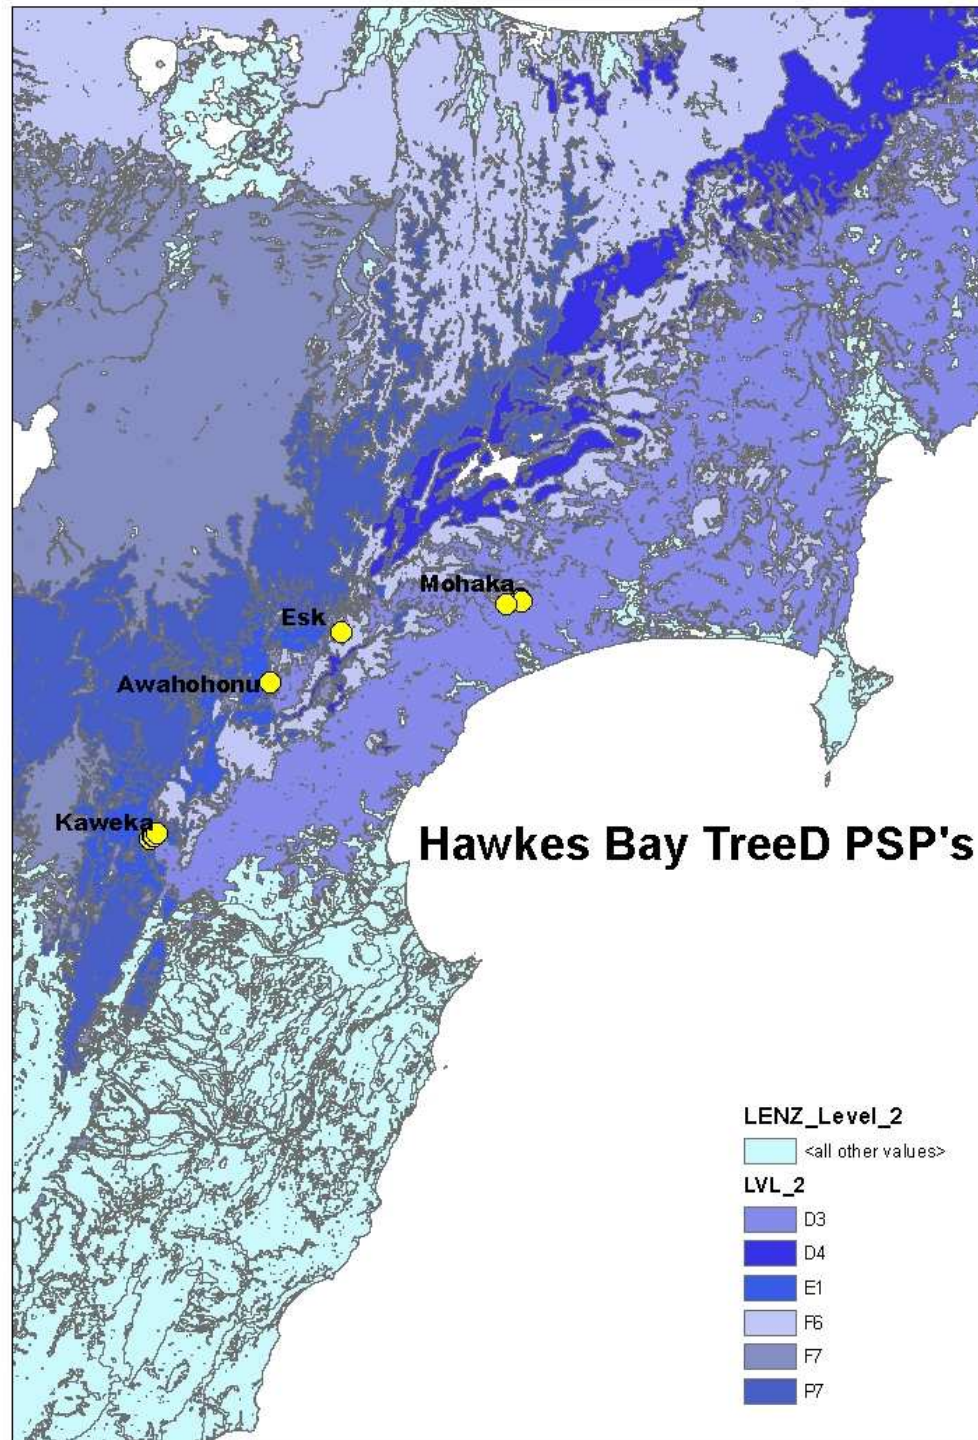 Mohaka
Esk
Awahohonu
Kaweka
Hawkes Bay TreeD PSP's
LENZ_Level_2
<all other values>
LVL_2
D3
D4
E1
F6
F7
P7